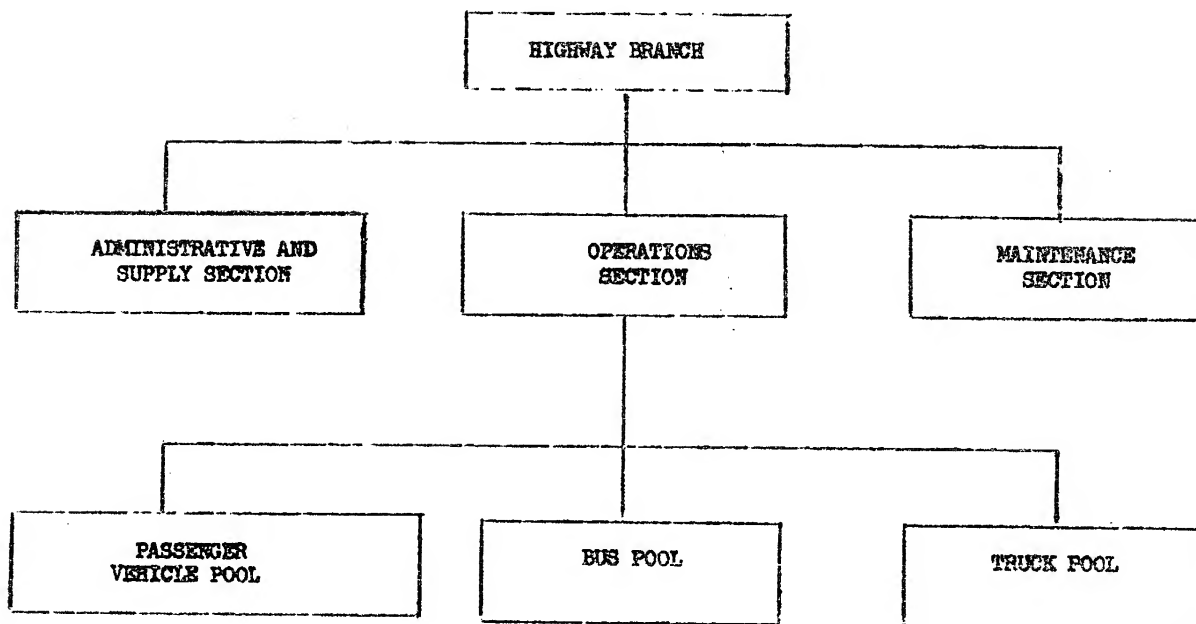 HIGHWAY BRANCH
ADMINISTRATIVE AND
SUPPLY SECTION
OPERATIONS
SECTION
MAINTENANCE
SECTION
PASSENGER
VEHICLE POOL
BUS POOL
TRUCK POOL